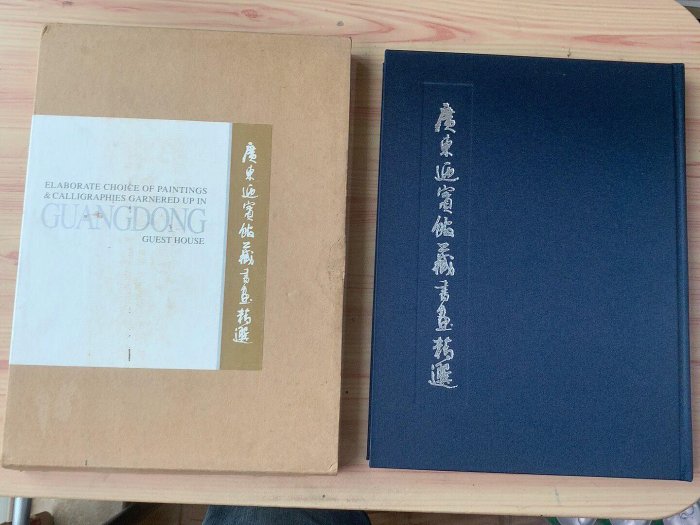 ELABORATE CHOICE OF PAINTINGS
& CALLIGRAPHIES GARNERED UP IN
GUANGDONG
GUEST HOUSE
廣東迎賓館藏書畫精選
廣東迎賓館藏書畫精選